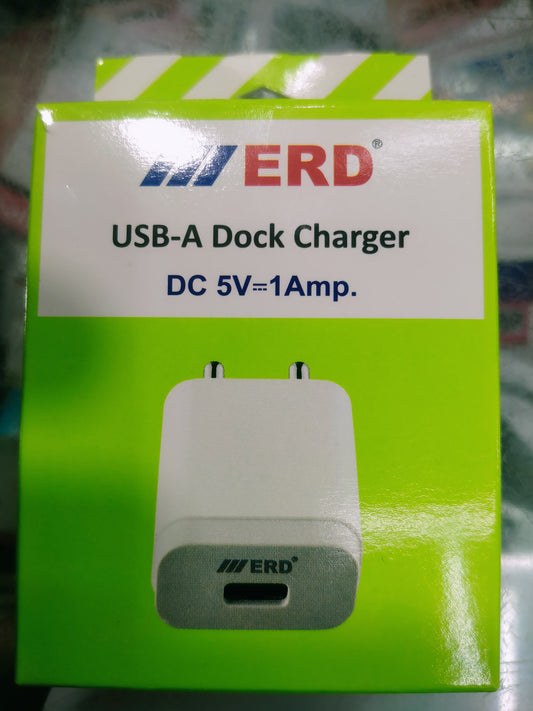 ERD®
USB-A Dock Charger
DC 5V⎓1Amp.
ERD®